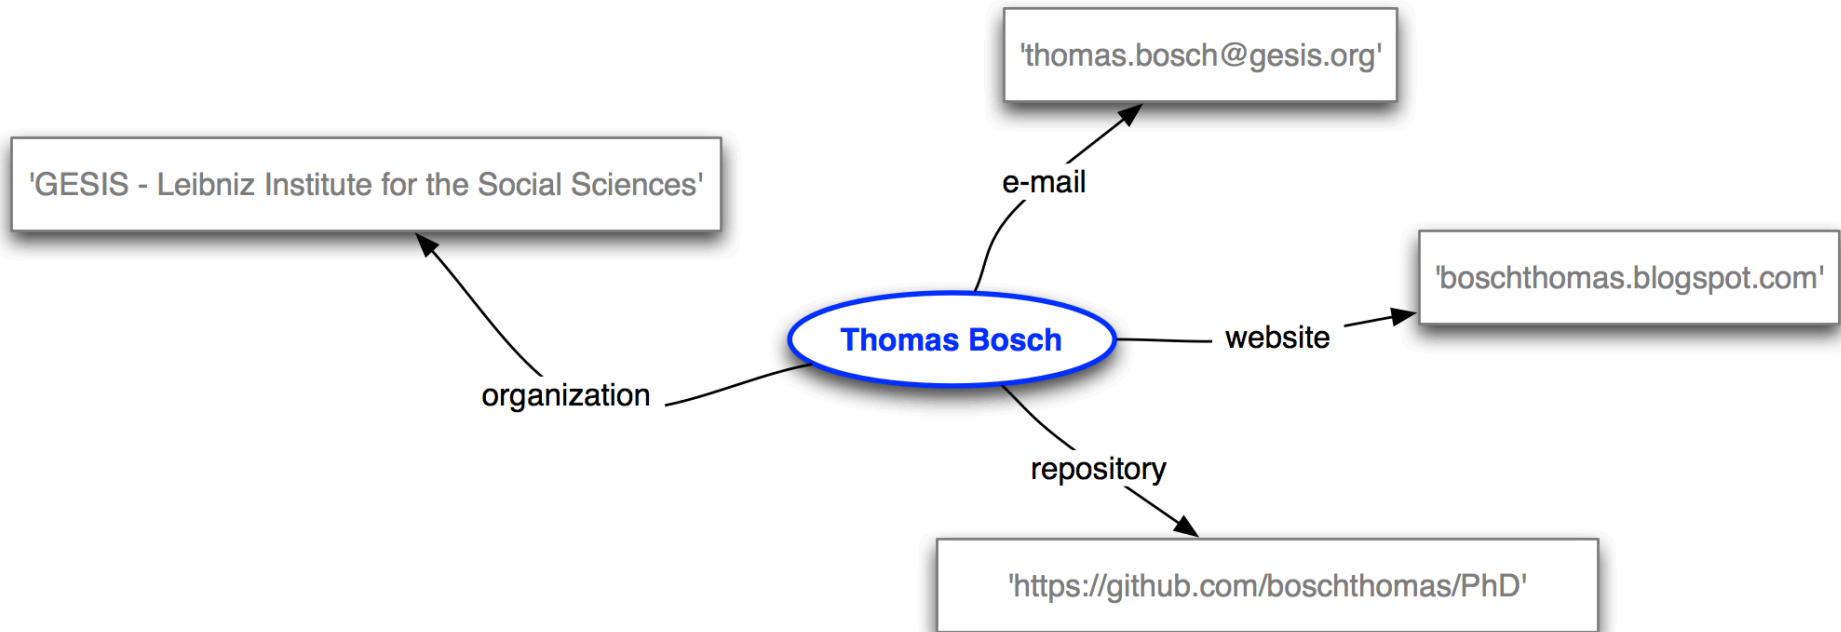 'thomas.bosch@gesis.org'
'GESIS - Leibniz Institute for the Social Sciences'
e-mail
'boschthomas.blogspot.com'
Thomas Bosch
website
organization
repository
'https://github.com/boschthomas/PhD'